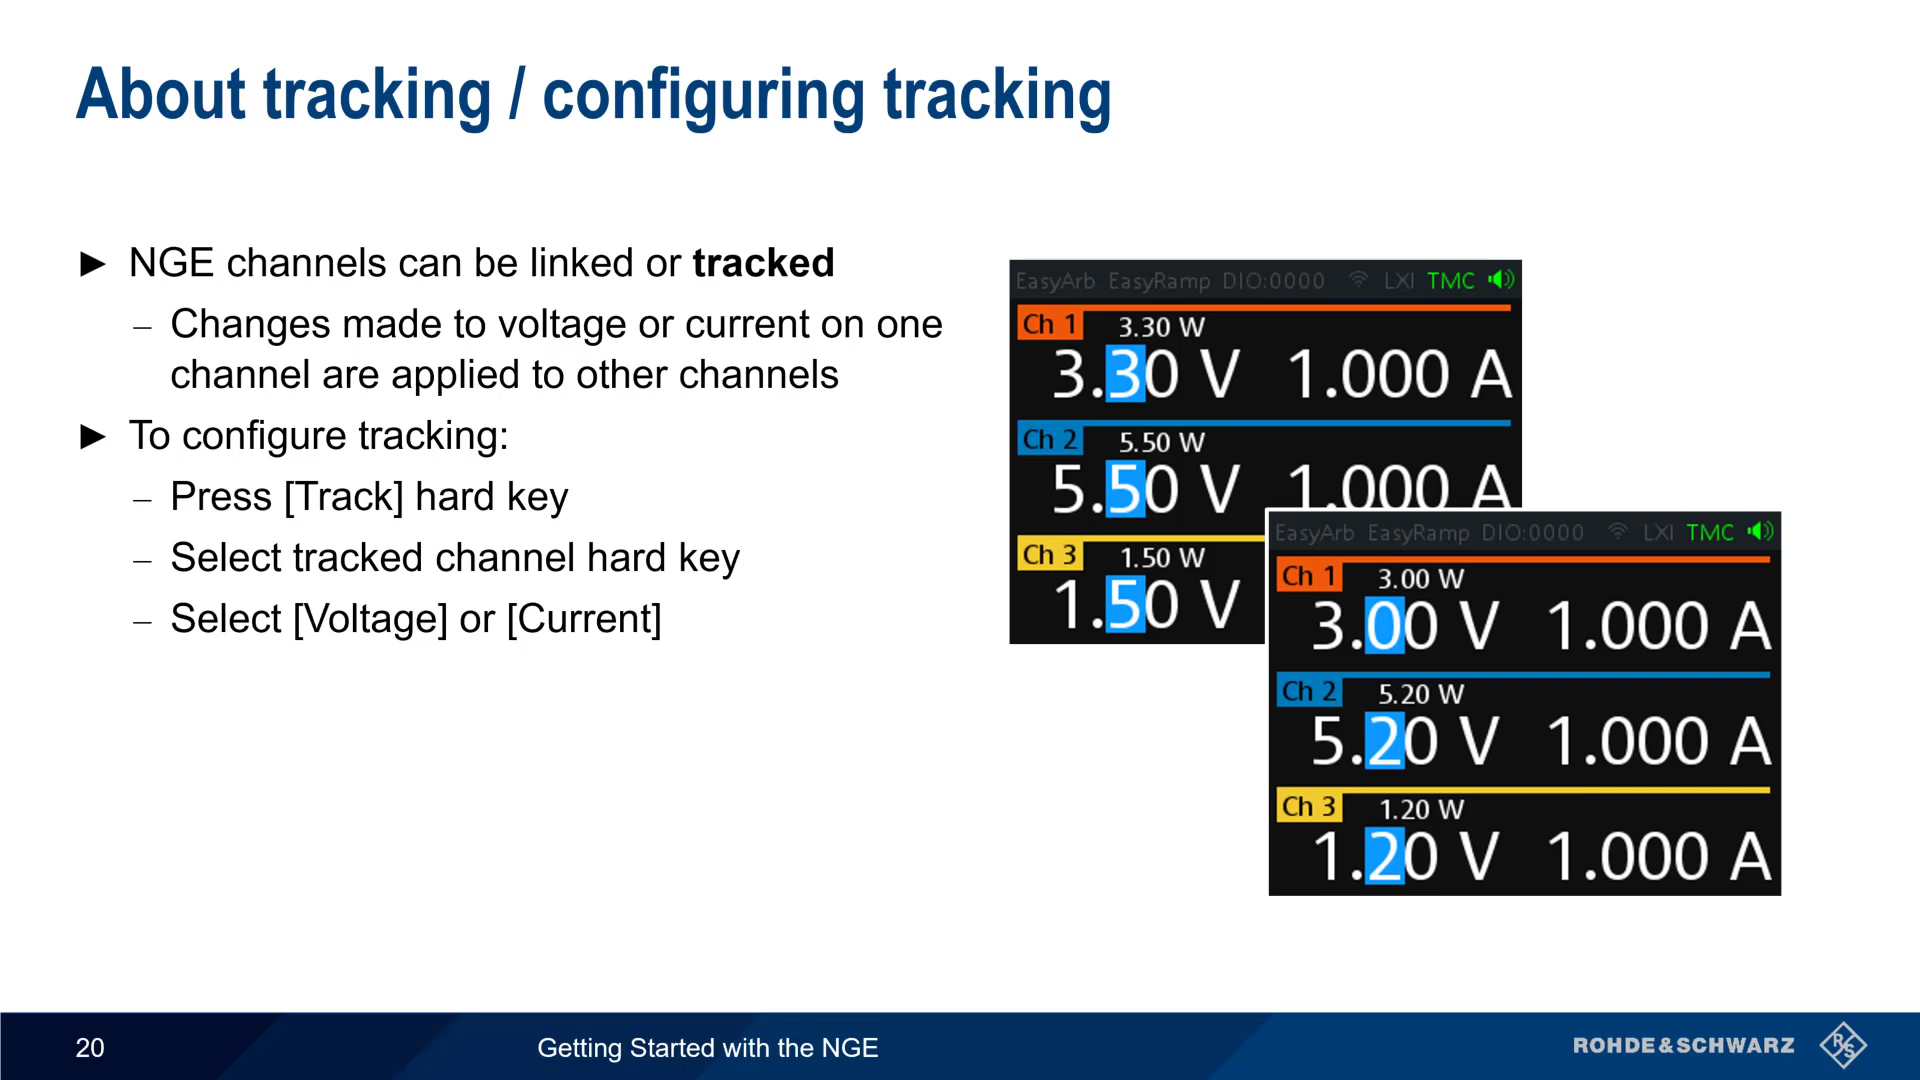 About tracking / configuring tracking
► NGE channels can be linked or tracked
– Changes made to voltage or current on one
channel are applied to other channels
► To configure tracking:
– Press [Track] hard key
– Select tracked channel hard key
– Select [Voltage] or [Current]
EasyArb EasyRamp DIO:0000 LXI TMC
Ch 1 3.30 W
3.30 V 1.000 A
Ch 2 5.50 W
5.50 V 1.000 A
Ch 3 1.50 W
1.50 V
EasyArb EasyRamp DIO:0000 LXI TMC
Ch 1 3.00 W
3.00 V 1.000 A
Ch 2 5.20 W
5.20 V 1.000 A
Ch 3 1.20 W
1.20 V 1.000 A
20
Getting Started with the NGE
ROHDE&SCHWARZ
R&S